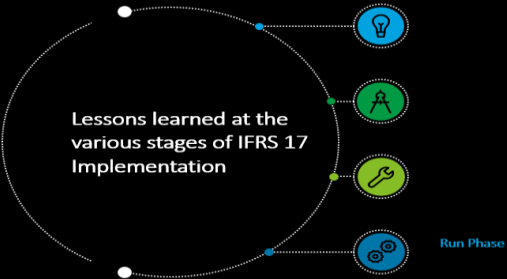 Lessons learned at the
various stages of IFRS 17
Implementation
Run Phase